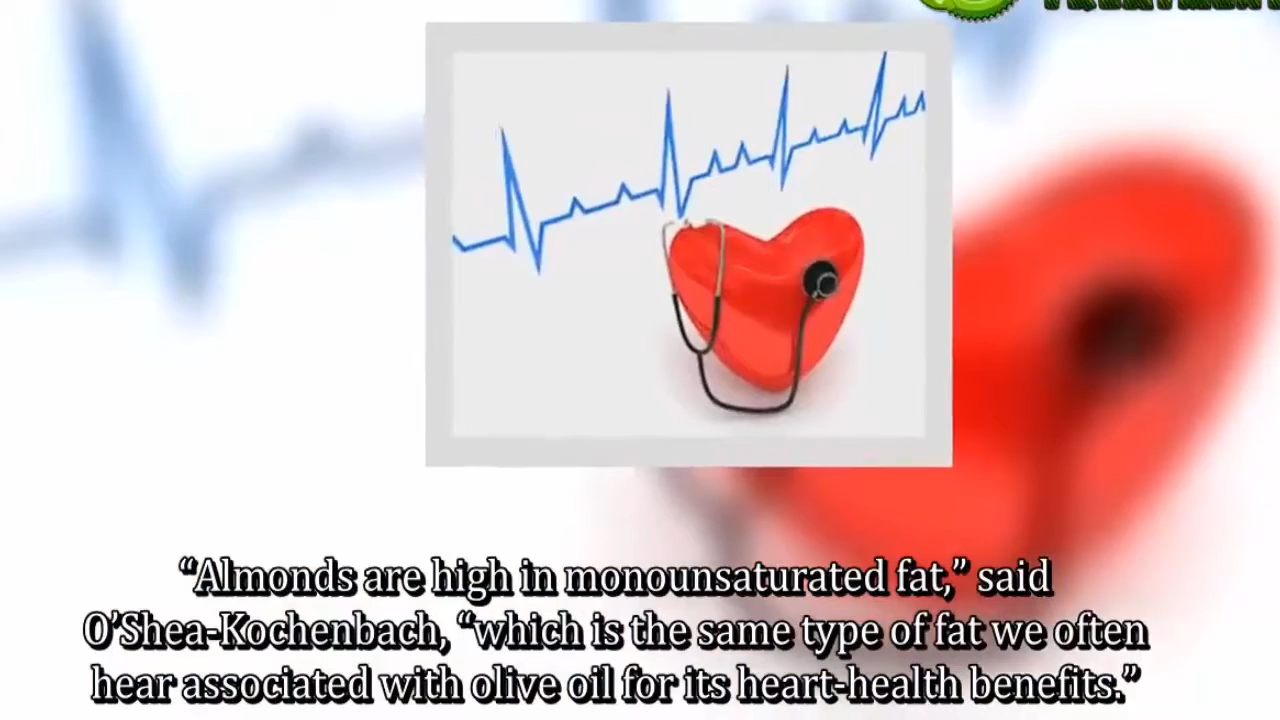 “Almonds are high in monounsaturated fat,” said
O’Shea-Kochenbach, “which is the same type of fat we often
hear associated with olive oil for its heart-health benefits.”